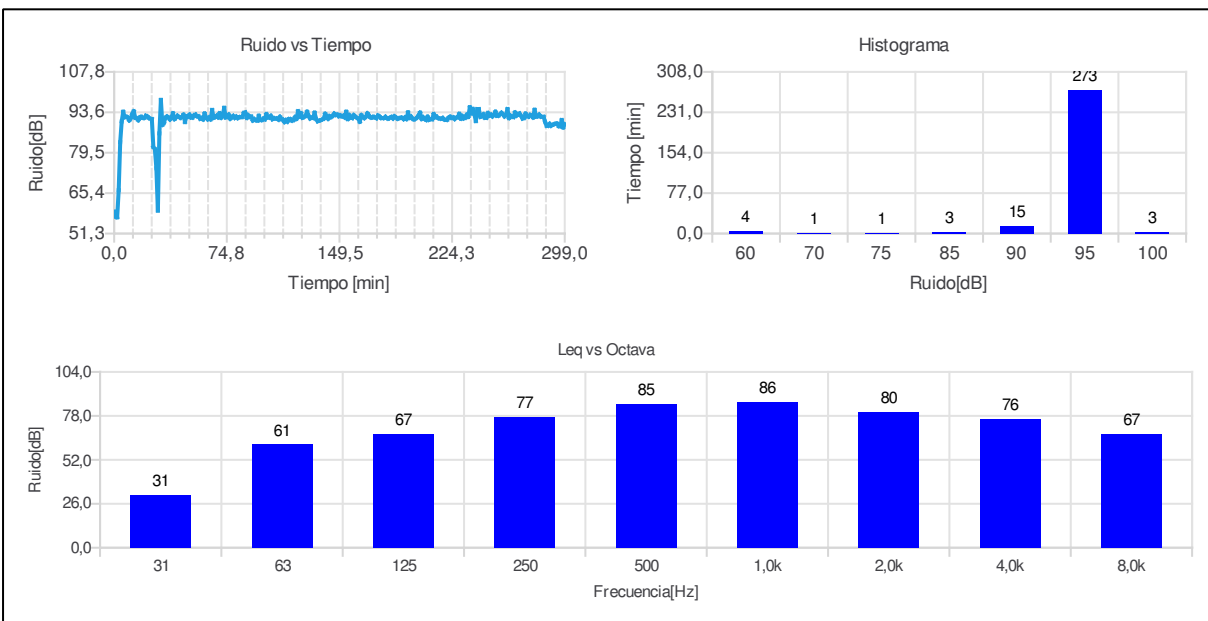 Ruido vs Tiempo
107,8
93,6
79,5
65,4
51,3
Ruido[dB]
0,0 74,8 149,5 224,3 299,0
Tiempo [min]
Histograma
308,0
231,0
154,0
77,0
0,0
Tiempo [min]
4 1 1 3 15 273 3
60 70 75 85 90 95 100
Ruido[dB]
Leq vs Octava
104,0
78,0
52,0
26,0
0,0
Ruido[dB]
31 61 67 77 85 86 80 76 67
31 63 125 250 500 1,0k 2,0k 4,0k 8,0k
Frecuencia[Hz]